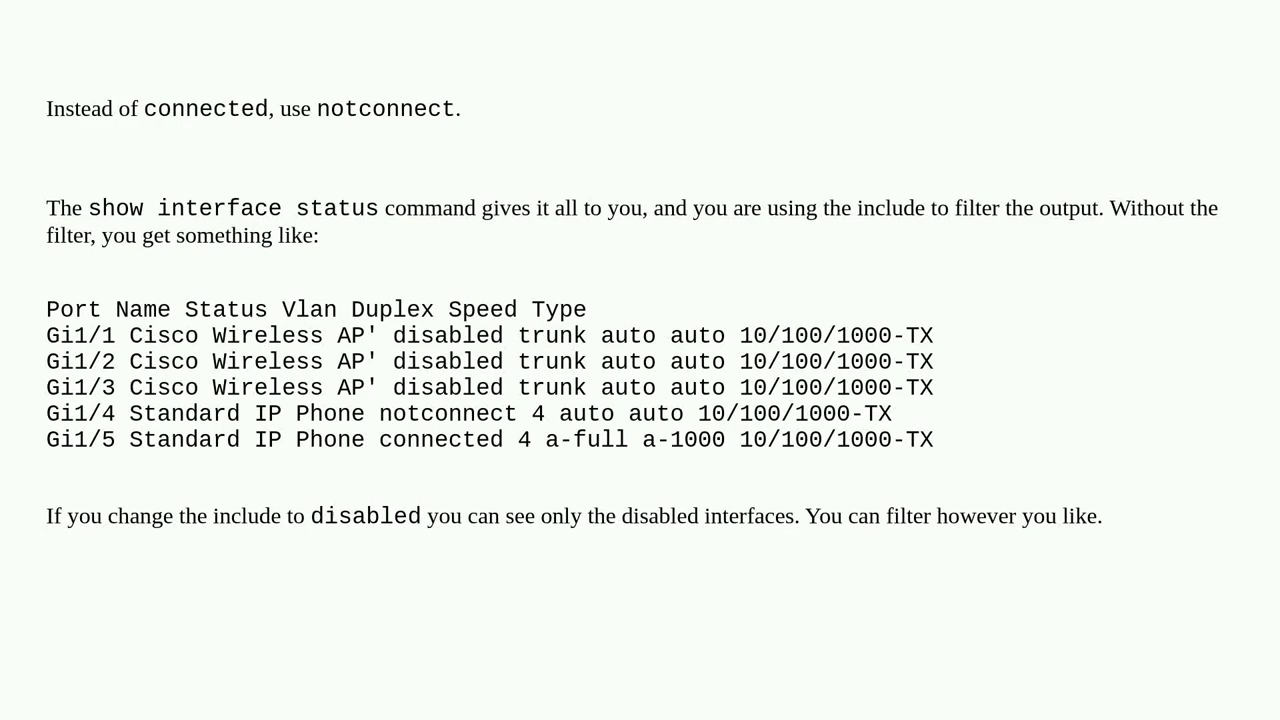 Instead of connected, use notconnect.
The show interface status command gives it all to you, and you are using the include to filter the output. Without the
filter, you get something like:
Port Name Status Vlan Duplex Speed Type
Gi1/1 Cisco Wireless AP' disabled trunk auto auto 10/100/1000-TX
Gi1/2 Cisco Wireless AP' disabled trunk auto auto 10/100/1000-TX
Gi1/3 Cisco Wireless AP' disabled trunk auto auto 10/100/1000-TX
Gi1/4 Standard IP Phone notconnect 4 auto auto 10/100/1000-TX
Gi1/5 Standard IP Phone connected 4 a-full a-1000 10/100/1000-TX
If you change the include to disabled you can see only the disabled interfaces. You can filter however you like.